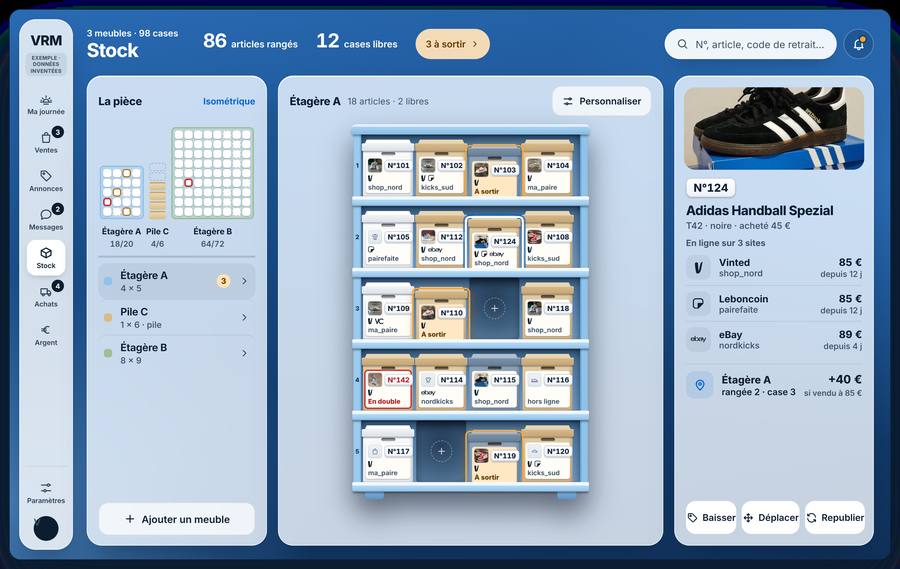 VRM
EXEMPLE ·
DONNÉES
INVENTÉES
Ma journée
3
Ventes
Annonces
2
Messages
Stock
4
Achats
Argent
Paramètres
3 meubles · 98 cases
Stock
86 articles rangés
12 cases libres
3 à sortir
N°, article, code de retrait…
La pièce
Isométrique
Étagère A
18/20
Pile C
4/6
Étagère B
64/72
Étagère A
4 × 5
3
Pile C
1 × 6 · pile
Étagère B
8 × 9
Ajouter un meuble
Étagère A 18 articles · 2 libres
Personnaliser
1
N°101
shop_nord
N°102
kicks_sud
N°103
À sortir
N°104
ma_paire
2
N°105
pairefaite
N°112
ebay
shop_nord
N°124
ebay
shop_nord
N°108
kicks_sud
3
N°109
VC
ma_paire
N°110
À sortir
N°118
shop_nord
4
N°142
En double
N°114
ebay
nordkicks
N°115
shop_nord
N°116
hors ligne
5
N°117
ma_paire
N°119
À sortir
N°120
kicks_sud
N°124
Adidas Handball Spezial
T42 · noire · acheté 45 €
En ligne sur 3 sites
Vinted
shop_nord
85 €
depuis 12 j
Leboncoin
pairefaite
85 €
depuis 12 j
ebay
eBay
nordkicks
89 €
depuis 4 j
Étagère A
rangée 2 · case 3
+40 €
si vendu à 85 €
Baisser
Déplacer
Republier